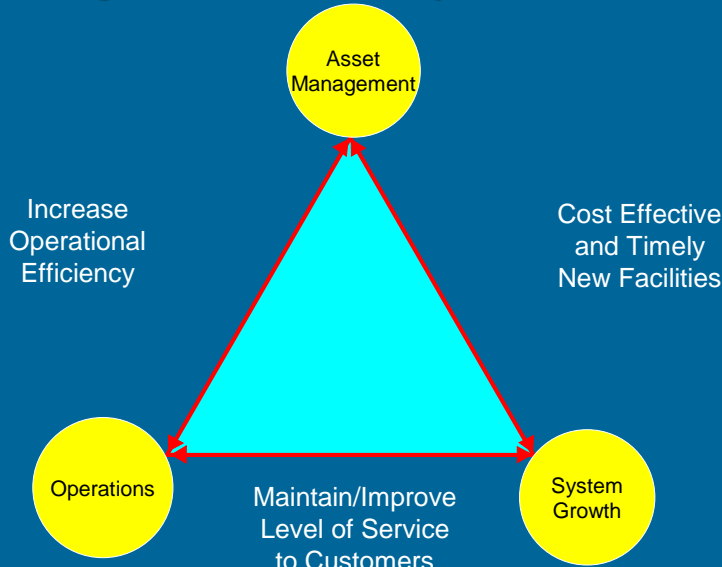 Asset
Management
Increase
Operational
Efficiency
Cost Effective
and Timely
New Facilities
Operations
Maintain/Improve
Level of Service
to Customers
System
Growth